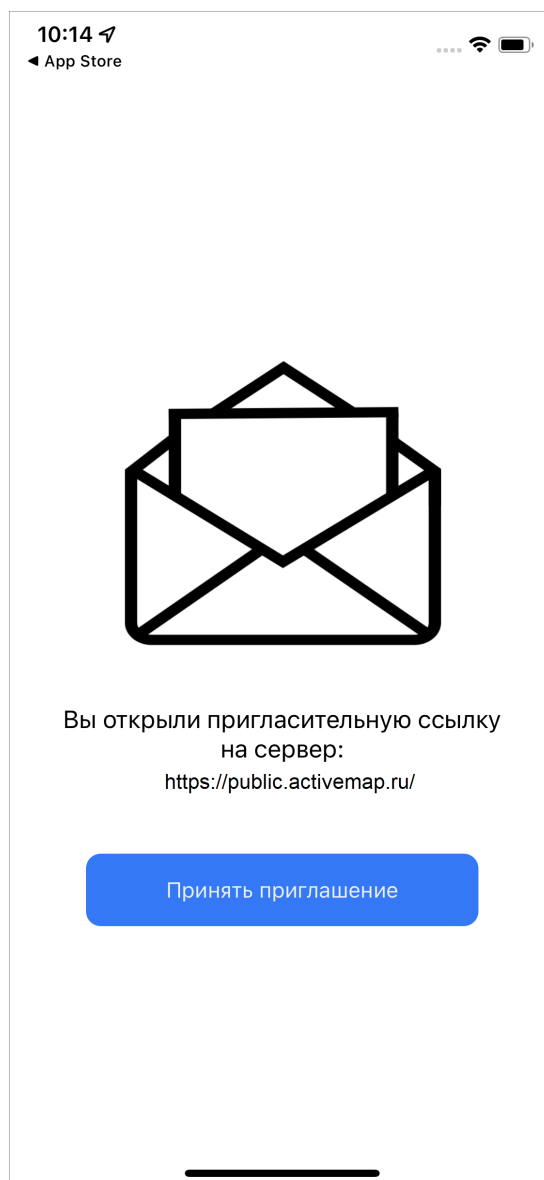 10:14
◀ App Store
Вы открыли пригласительную ссылку
на сервер:
https://public.activemap.ru/
Принять приглашение